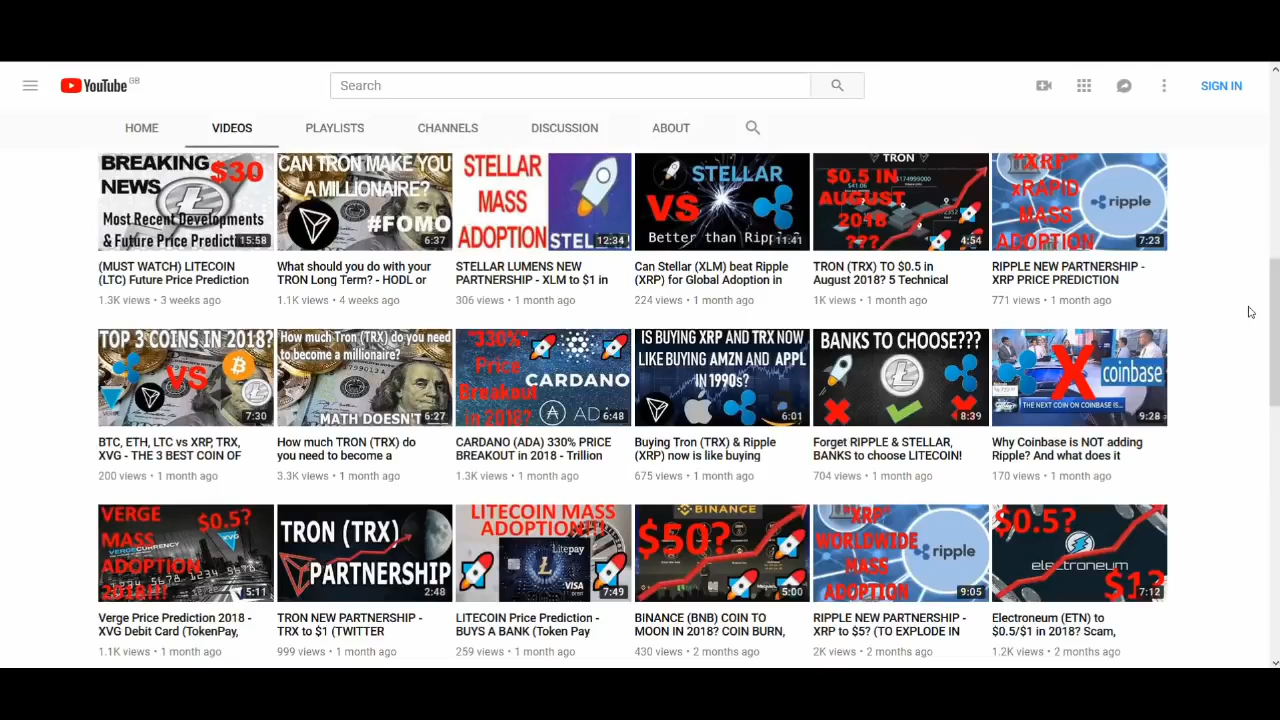 YouTube GB
Search
SIGN IN
HOME
VIDEOS
PLAYLISTS
CHANNELS
DISCUSSION
ABOUT
BREAKING
NEWS
$30
Most Recent Developments
& Future Price Predicti
15:58
(MUST WATCH) LITECOIN
(LTC) Future Price Prediction
1.3K views • 3 weeks ago
CAN TRON MAKE YOU
A MILLIONAIRE?
#FOMO
6:37
What should you do with your
TRON Long Term? - HODL or
1.1K views • 4 weeks ago
STELLAR
MASS
ADOPTION
STEL
12:34
STELLAR LUMENS NEW
PARTNERSHIP - XLM to $1 in
306 views • 1 month ago
STELLAR
VS
Better than Ripp
11:41
Can Stellar (XLM) beat Ripple
(XRP) for Global Adoption in
224 views • 1 month ago
TRON
$0.5 IN
AUGUST
2018
???
4:54
TRON (TRX) TO $0.5 in
August 2018? 5 Technical
1K views • 1 month ago
"XRP"
xRAPID
MASS
ADOPTION
ripple
7:23
RIPPLE NEW PARTNERSHIP -
XRP PRICE PREDICTION
771 views • 1 month ago
TOP 3 COINS IN 2018?
VS
7:30
BTC, ETH, LTC vs XRP, TRX,
XVG - THE 3 BEST COIN OF
200 views • 1 month ago
How much Tron (TRX) do you need
to become a millionaire?
MATH DOESN'T
6:27
How much TRON (TRX) do
you need to become a
3.3K views • 1 month ago
"330%"
Price
Breakout
in 2018?
CARDANO
ADA
6:48
CARDANO (ADA) 330% PRICE
BREAKOUT in 2018 - Trillion
1.3K views • 1 month ago
IS BUYING XRP AND TRX NOW
LIKE BUYING AMZN AND APPL
IN 1990s?
6:01
Buying Tron (TRX) & Ripple
(XRP) now is like buying
675 views • 1 month ago
BANKS TO CHOOSE???
8:39
Forget RIPPLE & STELLAR,
BANKS to choose LITECOIN!
704 views • 1 month ago
X
coinbase
THE NEXT COIN ON COINBASE IS...
9:28
Why Coinbase is NOT adding
Ripple? And what does it
170 views • 1 month ago
VERGE
MASS
ADOPTION
2018!!!
$0.5?
VERGECURRENCY
5:11
Verge Price Prediction 2018 -
XVG Debit Card (TokenPay,
1.1K views • 1 month ago
TRON (TRX)
PARTNERSHIP
2:48
TRON NEW PARTNERSHIP -
TRX to $1 (TWITTER
999 views • 1 month ago
LITECOIN MASS
ADOPTION!!!
Litepay
VISA
DEBIT
7:49
LITECOIN Price Prediction -
BUYS A BANK (Token Pay
259 views • 1 month ago
BINANCE
$50?
5:00
BINANCE (BNB) COIN TO
MOON IN 2018? COIN BURN,
430 views • 2 months ago
"XRP"
WORLDWIDE
MASS
ADOPTION
ripple
9:05
RIPPLE NEW PARTNERSHIP -
XRP to $5? (TO EXPLODE IN
2K views • 2 months ago
$0.5?
electroneum
$1?
7:12
Electroneum (ETN) to
$0.5/$1 in 2018? Scam,
1.2K views • 2 months ago